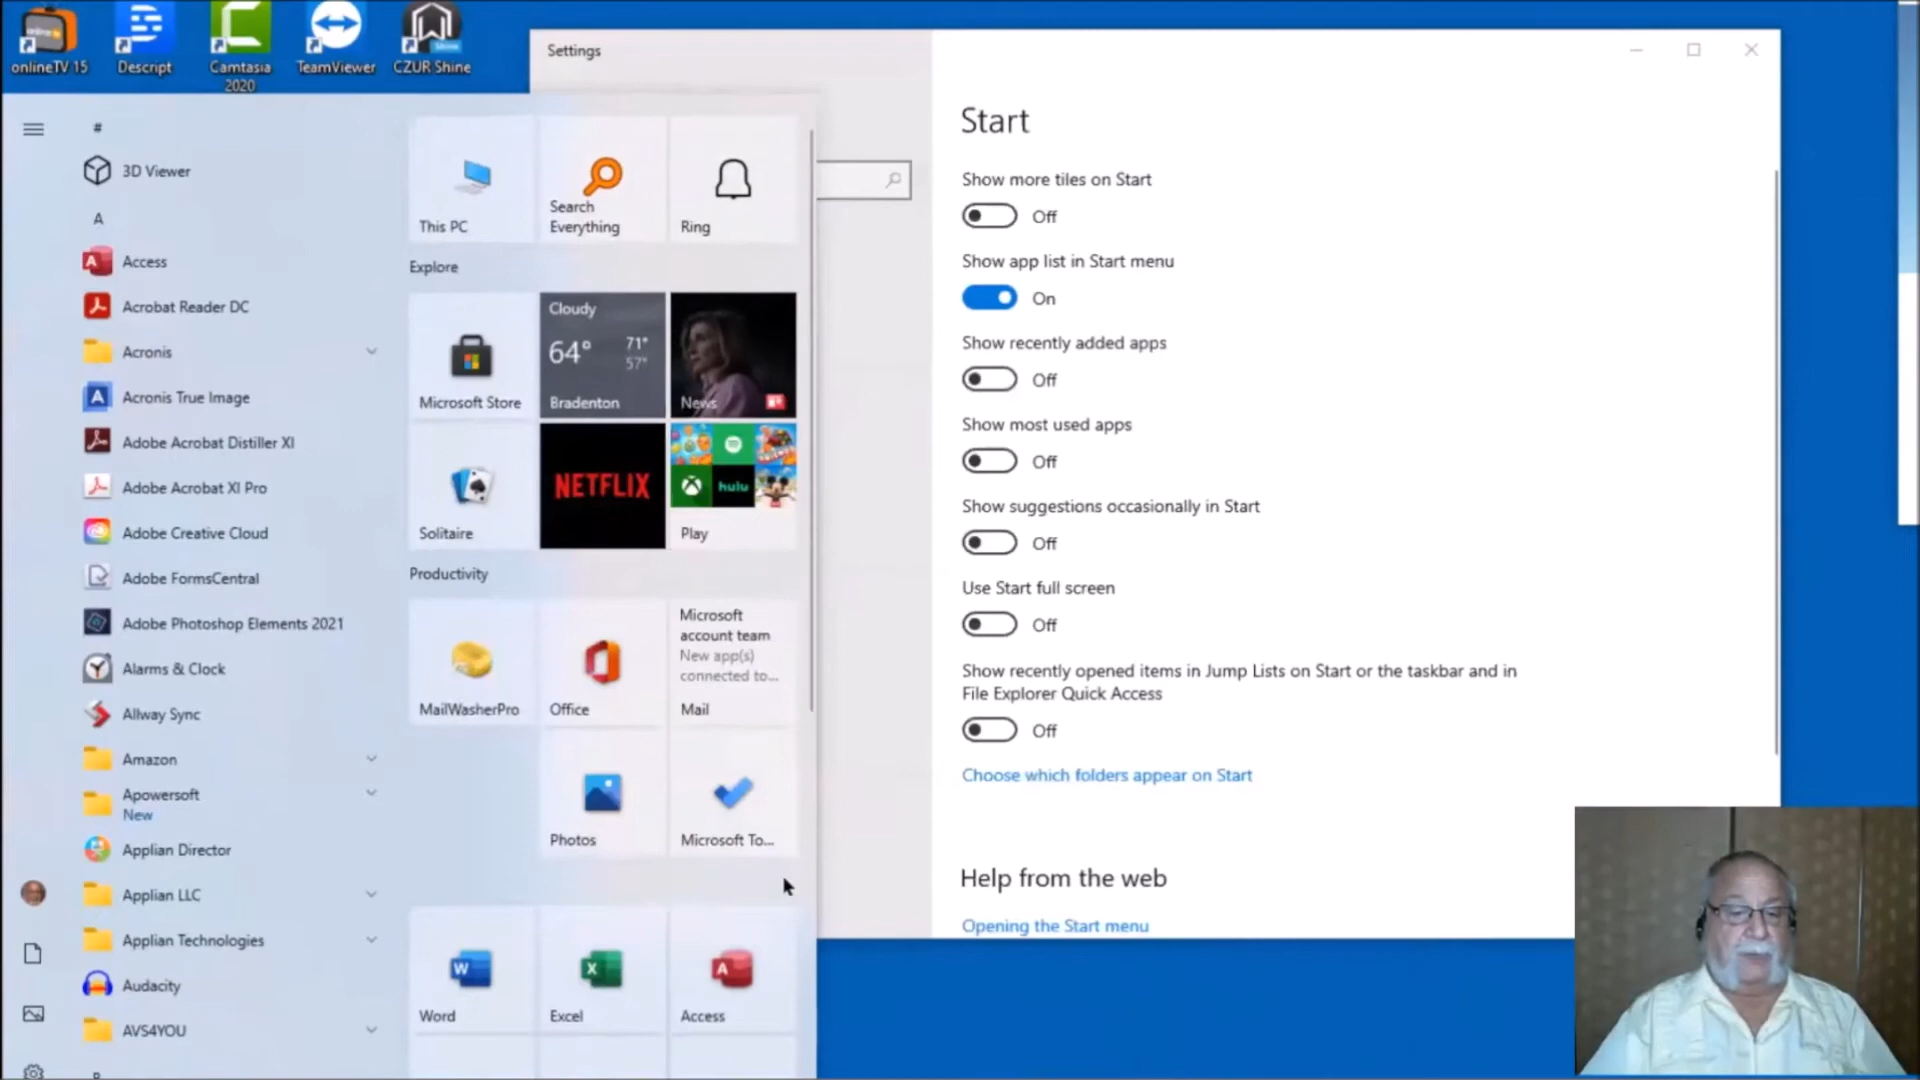 onlineTV 15
Descript
Camtasia
2020
TeamViewer
CZUR Shine
Settings
#
3D Viewer
A
Access
Acrobat Reader DC
Acronis
Acronis True Image
Adobe Acrobat Distiller XI
Adobe Acrobat XI Pro
Adobe Creative Cloud
Adobe FormsCentral
Adobe Photoshop Elements 2021
Alarms & Clock
Allway Sync
Amazon
Apowersoft
New
Applian Director
Applian LLC
Applian Technologies
Audacity
AVS4YOU
This PC
Search
Everything
Ring
Explore
Microsoft Store
Cloudy
64°
71°
57°
Bradenton
News
Solitaire
NETFLIX
hulu
Play
Productivity
MailWasherPro
Office
Microsoft
account team
New app(s)
connected to...
Mail
Photos
Microsoft To...
Word
Excel
Access
Start
Show more tiles on Start
Off
Show app list in Start menu
On
Show recently added apps
Off
Show most used apps
Off
Show suggestions occasionally in Start
Off
Use Start full screen
Off
Show recently opened items in Jump Lists on Start or the taskbar and in
File Explorer Quick Access
Off
Choose which folders appear on Start
Help from the web
Opening the Start menu